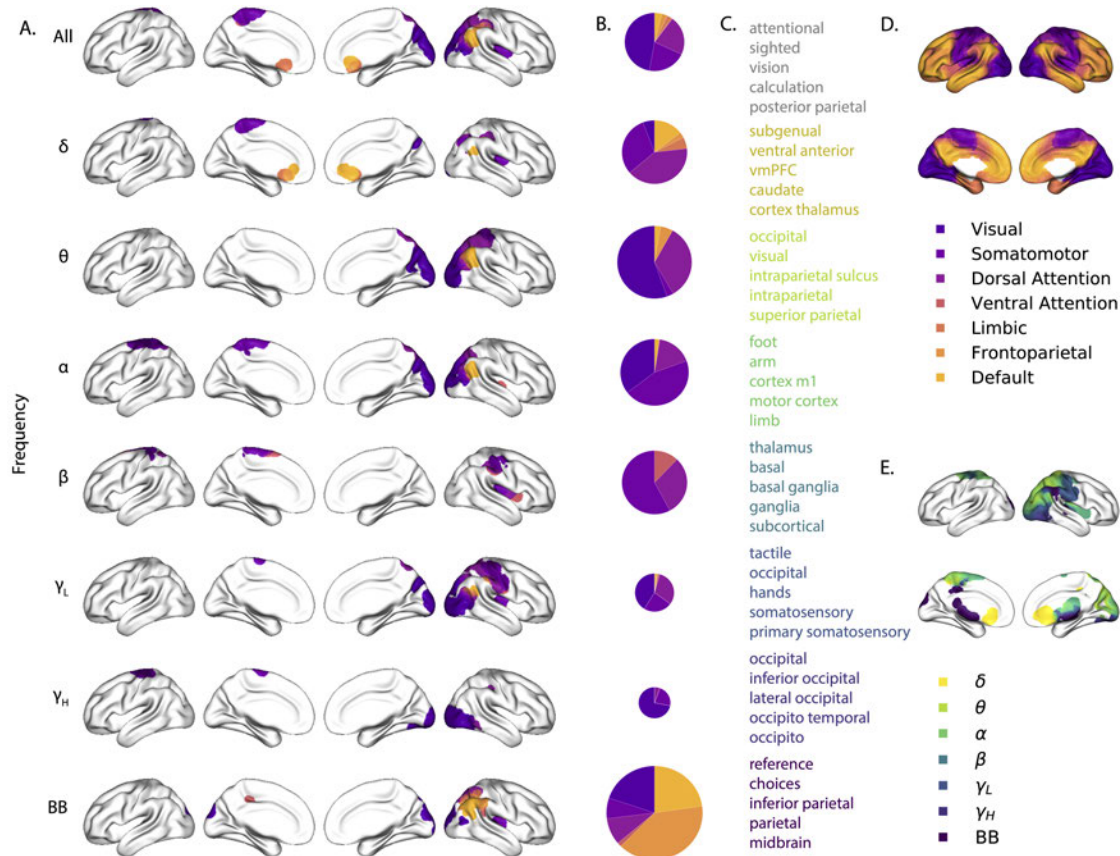 A.
All
δ
θ
α
β
γL
γH
BB
Frequency
B.
C.
attentional
sighted
vision
calculation
posterior parietal
subgenual
ventral anterior
vmPFC
caudate
cortex thalamus
occipital
visual
intraparietal sulcus
intraparietal
superior parietal
foot
arm
cortex m1
motor cortex
limb
thalamus
basal
basal ganglia
ganglia
subcortical
tactile
occipital
hands
somatosensory
primary somatosensory
occipital
inferior occipital
lateral occipital
occipito temporal
occipito
reference
choices
inferior parietal
parietal
midbrain
D.
Visual
Somatomotor
Dorsal Attention
Ventral Attention
Limbic
Frontoparietal
Default
E.
δ
θ
α
β
γL
γH
BB